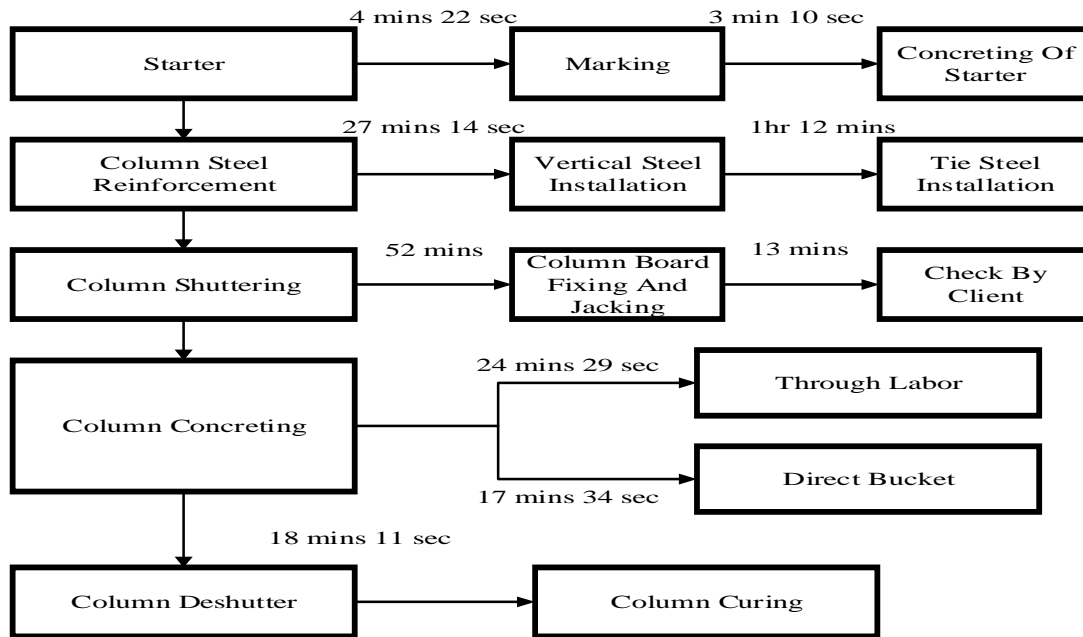 4 mins 22 sec
3 min 10 sec
Starter
Marking
Concreting Of
Starter
27 mins 14 sec
1hr 12 mins
Column Steel
Reinforcement
Vertical Steel
Installation
Tie Steel
Installation
52 mins
13 mins
Column Shuttering
Column Board
Fixing And
Jacking
Check By
Client
24 mins 29 sec
Through Labor
Column Concreting
Direct Bucket
17 mins 34 sec
18 mins 11 sec
Column Deshutter
Column Curing